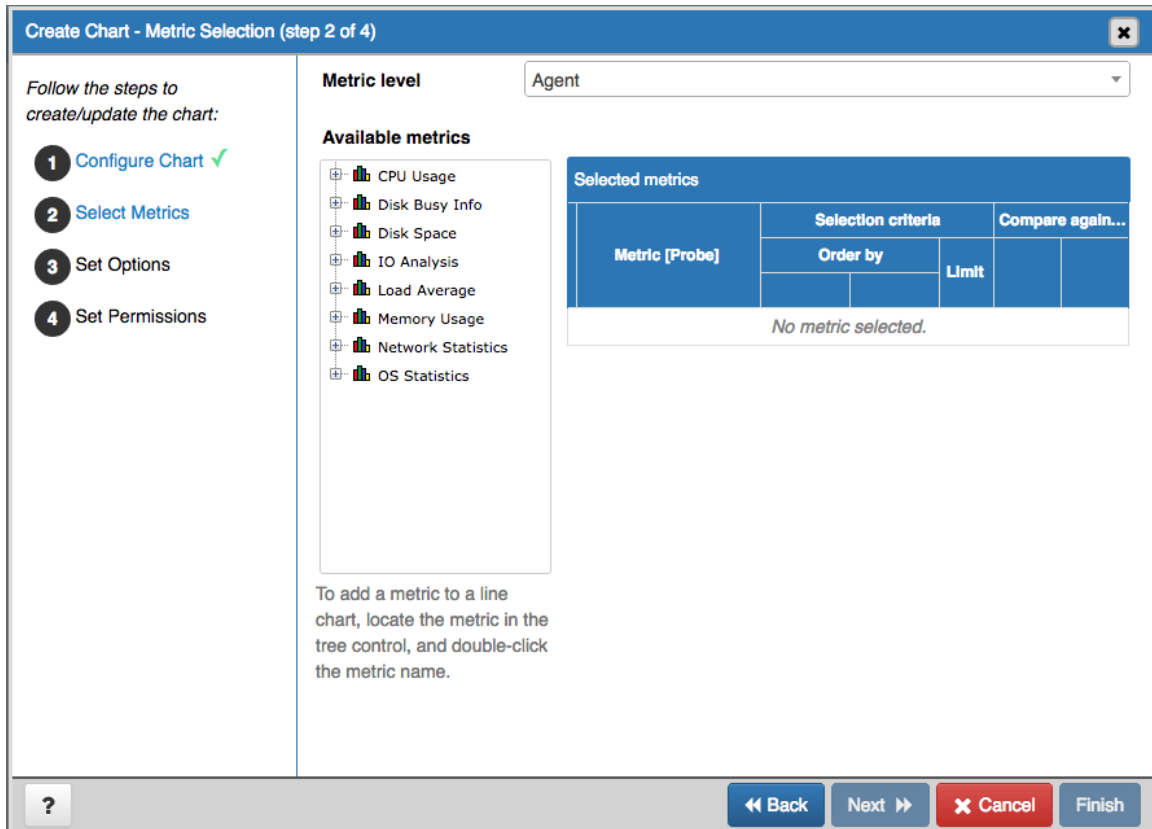 Create Chart - Metric Selection (step 2 of 4)
Follow the steps to
create/update the chart:
1 Configure Chart
2 Select Metrics
3 Set Options
4 Set Permissions
Metric level Agent
Available metrics
CPU Usage
Disk Busy Info
Disk Space
IO Analysis
Load Average
Memory Usage
Network Statistics
OS Statistics
To add a metric to a line
chart, locate the metric in the
tree control, and double-click
the metric name.
Selected metrics
Selection criteria Compare again...
Metric [Probe] Order by Limit
No metric selected.
? Back Next Cancel Finish